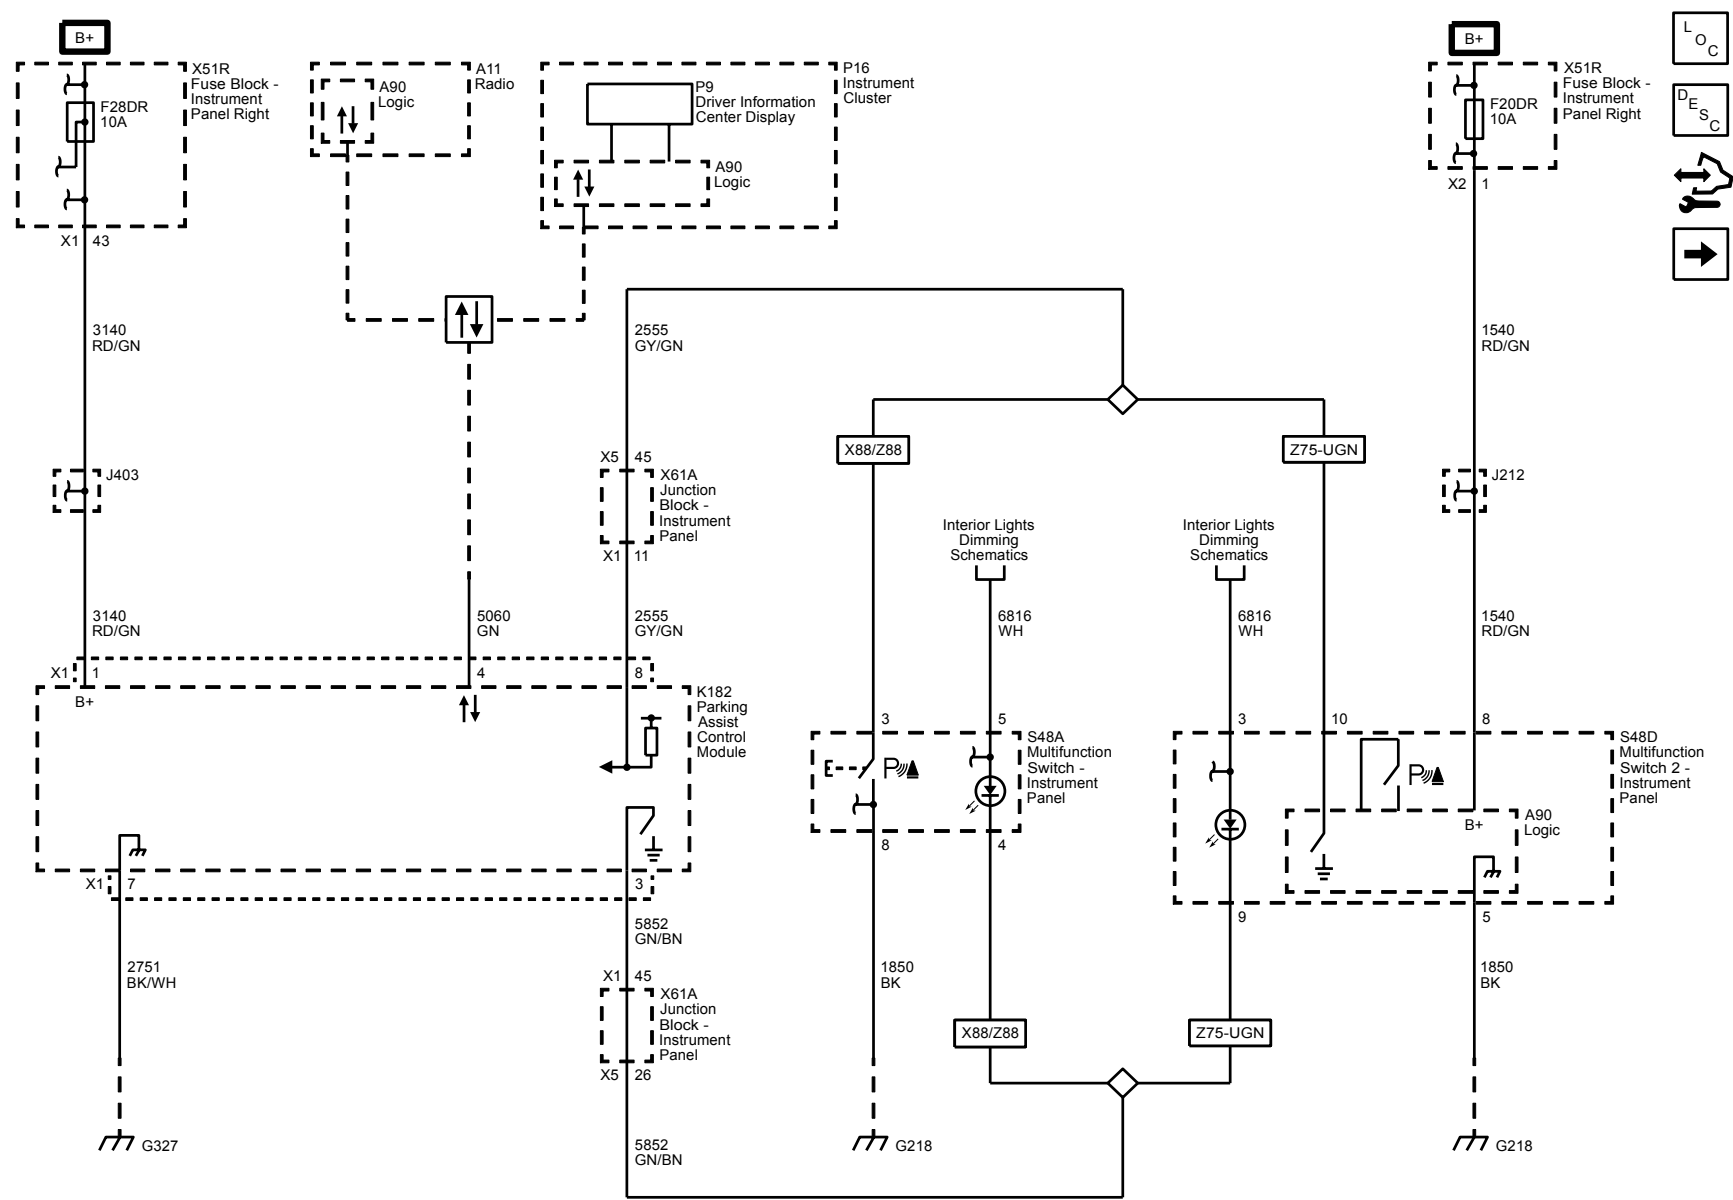 B+
X51R
Fuse Block -
Instrument
Panel Right
F28DR
10A
X1 43
A11
Radio
A90
Logic
P16
Instrument
Cluster
P9
Driver Information
Center Display
A90
Logic
B+
X51R
Fuse Block -
Instrument
Panel Right
F20DR
10A
X2 1
LOC
DESC
3140
RD/GN
2555
GY/GN
1540
RD/GN
X88/Z88
Z75-UGN
J403
X5 45
X61A
Junction
Block -
Instrument
Panel
X1 11
J212
Interior Lights
Dimming
Schematics
Interior Lights
Dimming
Schematics
3140
RD/GN
5060
GN
2555
GY/GN
6816
WH
6816
WH
1540
RD/GN
X1 1
4
8
B+
K182
Parking
Assist
Control
Module
3
5
S48A
Multifunction
Switch -
Instrument
Panel
P
8
4
3
10
8
S48D
Multifunction
Switch 2 -
Instrument
Panel
P
B+
A90
Logic
9
5
X1 7
3
5852
GN/BN
2751
BK/WH
X1 45
X61A
Junction
Block -
Instrument
Panel
X5 26
1850
BK
1850
BK
X88/Z88
Z75-UGN
G327
5852
GN/BN
G218
G218